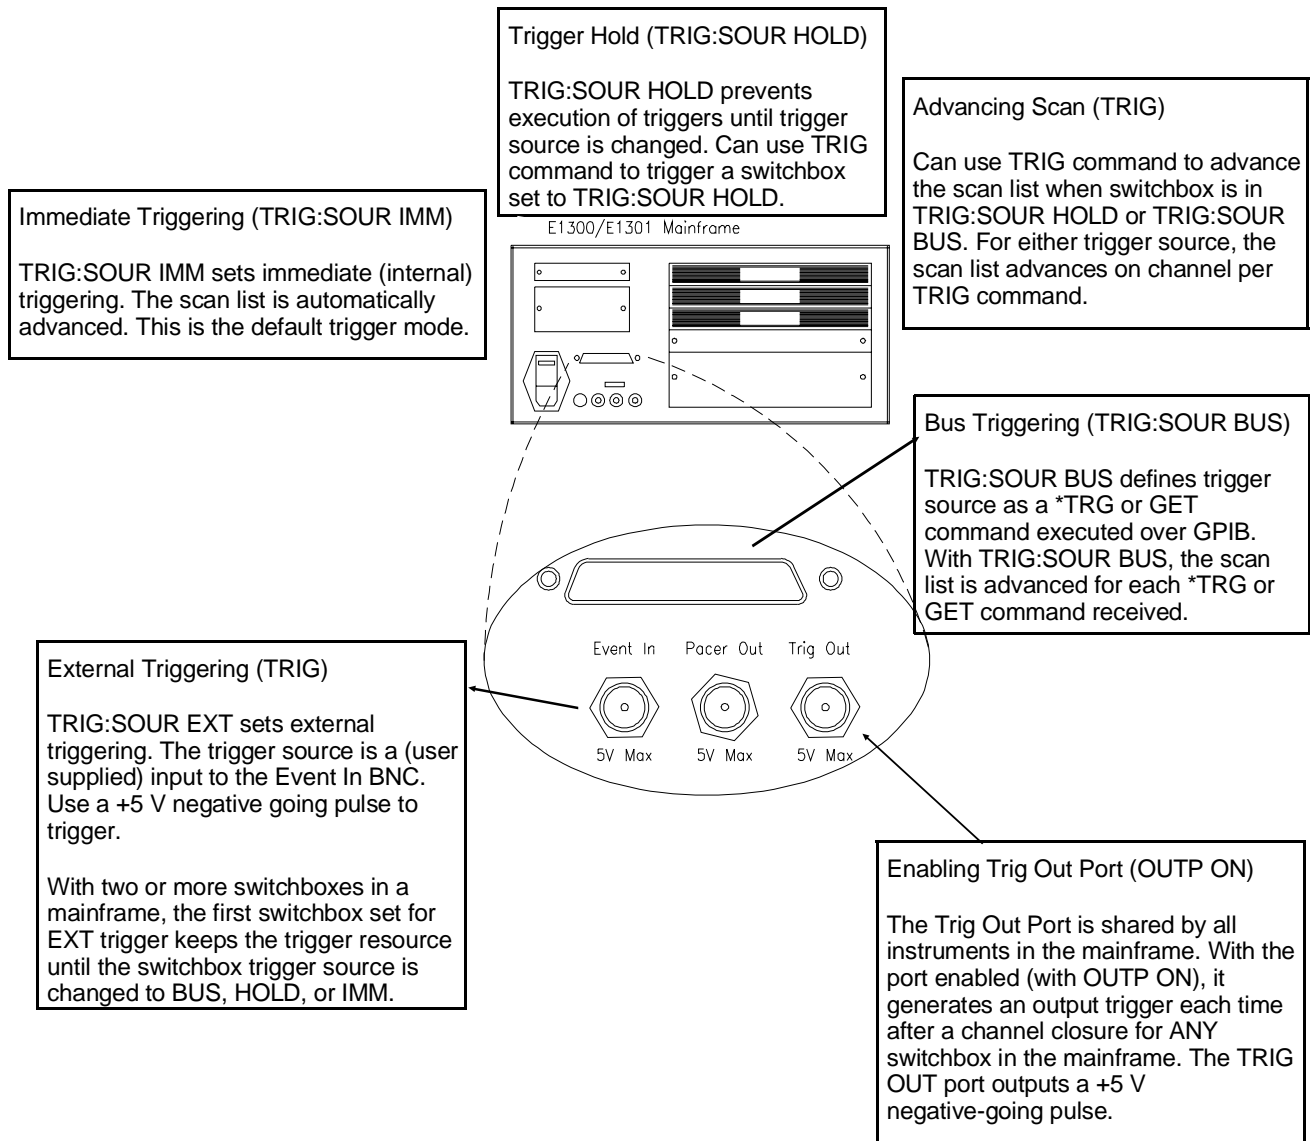 Trigger Hold (TRIG:SOUR HOLD)
TRIG:SOUR HOLD prevents
execution of triggers until trigger
source is changed. Can use TRIG
command to trigger a switchbox
set to TRIG:SOUR HOLD.
Advancing Scan (TRIG)
Can use TRIG command to advance
the scan list when switchbox is in
TRIG:SOUR HOLD or TRIG:SOUR
BUS. For either trigger source, the
scan list advances on channel per
TRIG command.
Immediate Triggering (TRIG:SOUR IMM)
TRIG:SOUR IMM sets immediate (internal)
triggering. The scan list is automatically
advanced. This is the default trigger mode.
E1300/E1301 Mainframe
Bus Triggering (TRIG:SOUR BUS)
TRIG:SOUR BUS defines trigger
source as a *TRG or GET
command executed over GPIB.
With TRIG:SOUR BUS, the scan
list is advanced for each *TRG or
GET command received.
Event In
Pacer Out
Trig Out
5V Max
5V Max
5V Max
External Triggering (TRIG)
TRIG:SOUR EXT sets external
triggering. The trigger source is a (user
supplied) input to the Event In BNC.
Use a +5 V negative going pulse to
trigger.
With two or more switchboxes in a
mainframe, the first switchbox set for
EXT trigger keeps the trigger resource
until the switchbox trigger source is
changed to BUS, HOLD, or IMM.
Enabling Trig Out Port (OUTP ON)
The Trig Out Port is shared by all
instruments in the mainframe. With the
port enabled (with OUTP ON), it
generates an output trigger each time
after a channel closure for ANY
switchbox in the mainframe. The TRIG
OUT port outputs a +5 V
negative-going pulse.